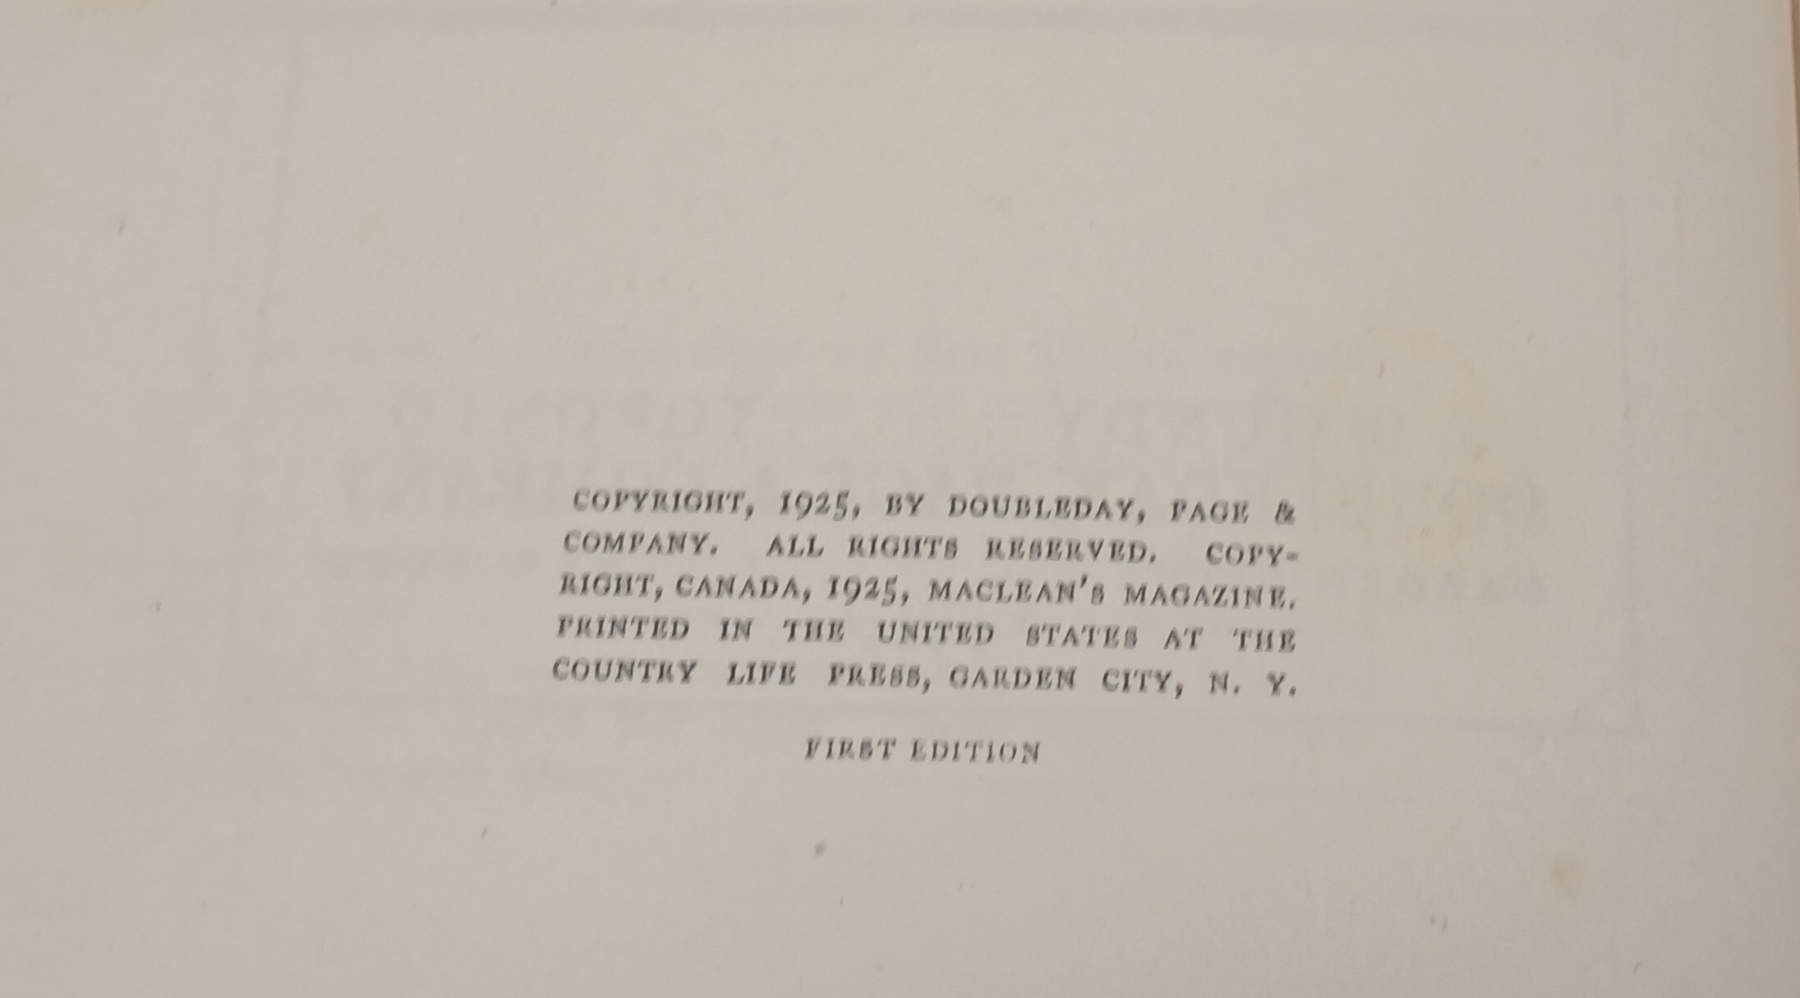 COPYRIGHT, 1925, BY DOUBLEDAY, PAGE &
COMPANY. ALL RIGHTS RESERVED. COPY-
RIGHT, CANADA, 1925, MACLEAN'S MAGAZINE.
PRINTED IN THE UNITED STATES AT THE
COUNTRY LIFE PRESS, GARDEN CITY, N. Y.
FIRST EDITION